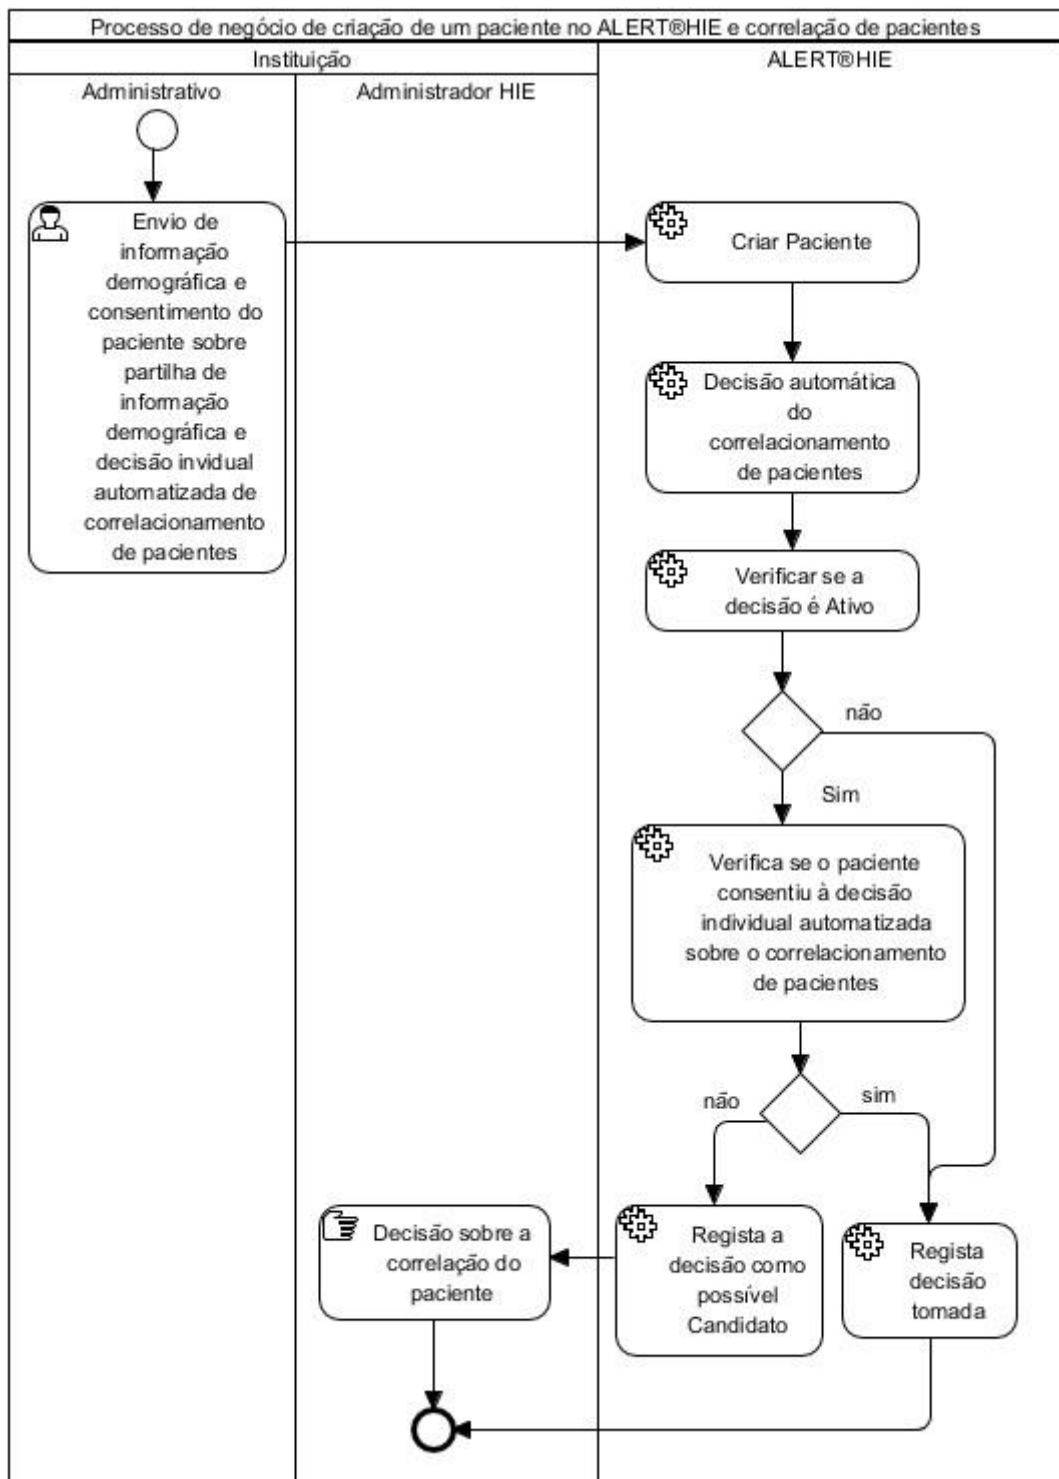 Processo de negócio de criação de um paciente no ALERT®HIE e correlação de pacientes
Instituição
ALERT®HIE
Administrativo
Administrador HIE
Envio de
informação
demográfica e
consentimento do
paciente sobre
partilha de
informação
demográfica e
decisão invidual
automatizada de
correlacionamento
de pacientes
Criar Paciente
Decisão automática
do
correlacionamento
de pacientes
Verificar se a
decisão é Ativo
não
Sim
Verifica se o paciente
consentiu à decisão
individual automatizada
sobre o correlacionamento
de pacientes
não
sim
Decisão sobre a
correlação do
paciente
Regista a
decisão como
possível
Candidato
Regista
decisão
tomada